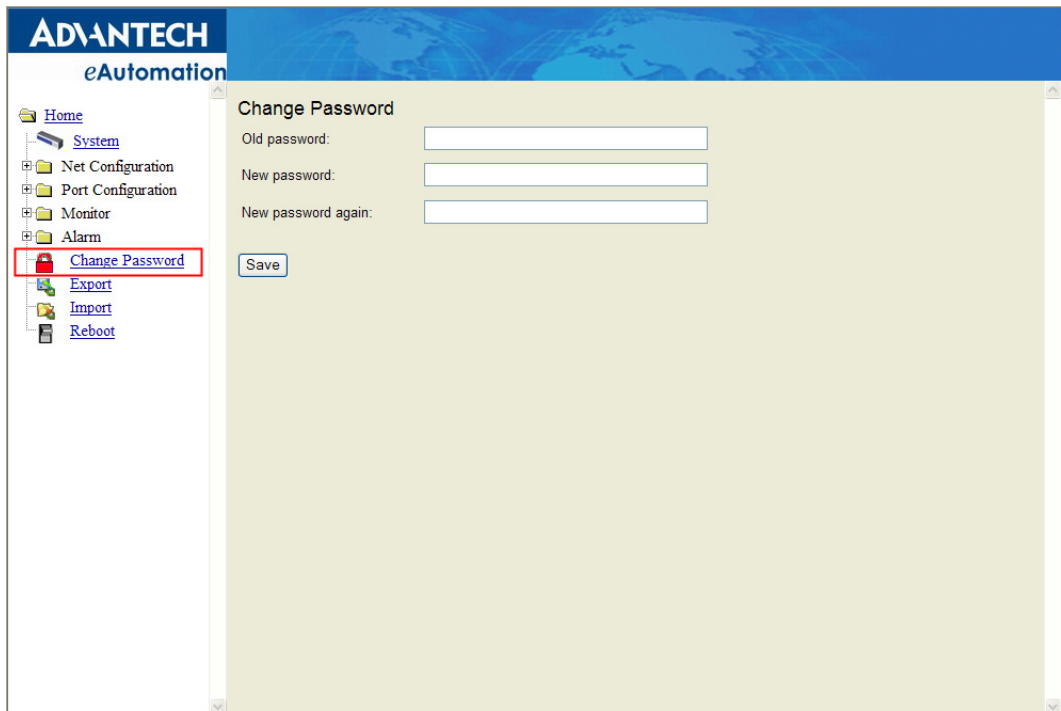 ADVANTECH
eAutomation
Home
System
Net Configuration
Port Configuration
Monitor
Alarm
Change Password
Export
Import
Reboot
Change Password
Old password:
New password:
New password again:
Save